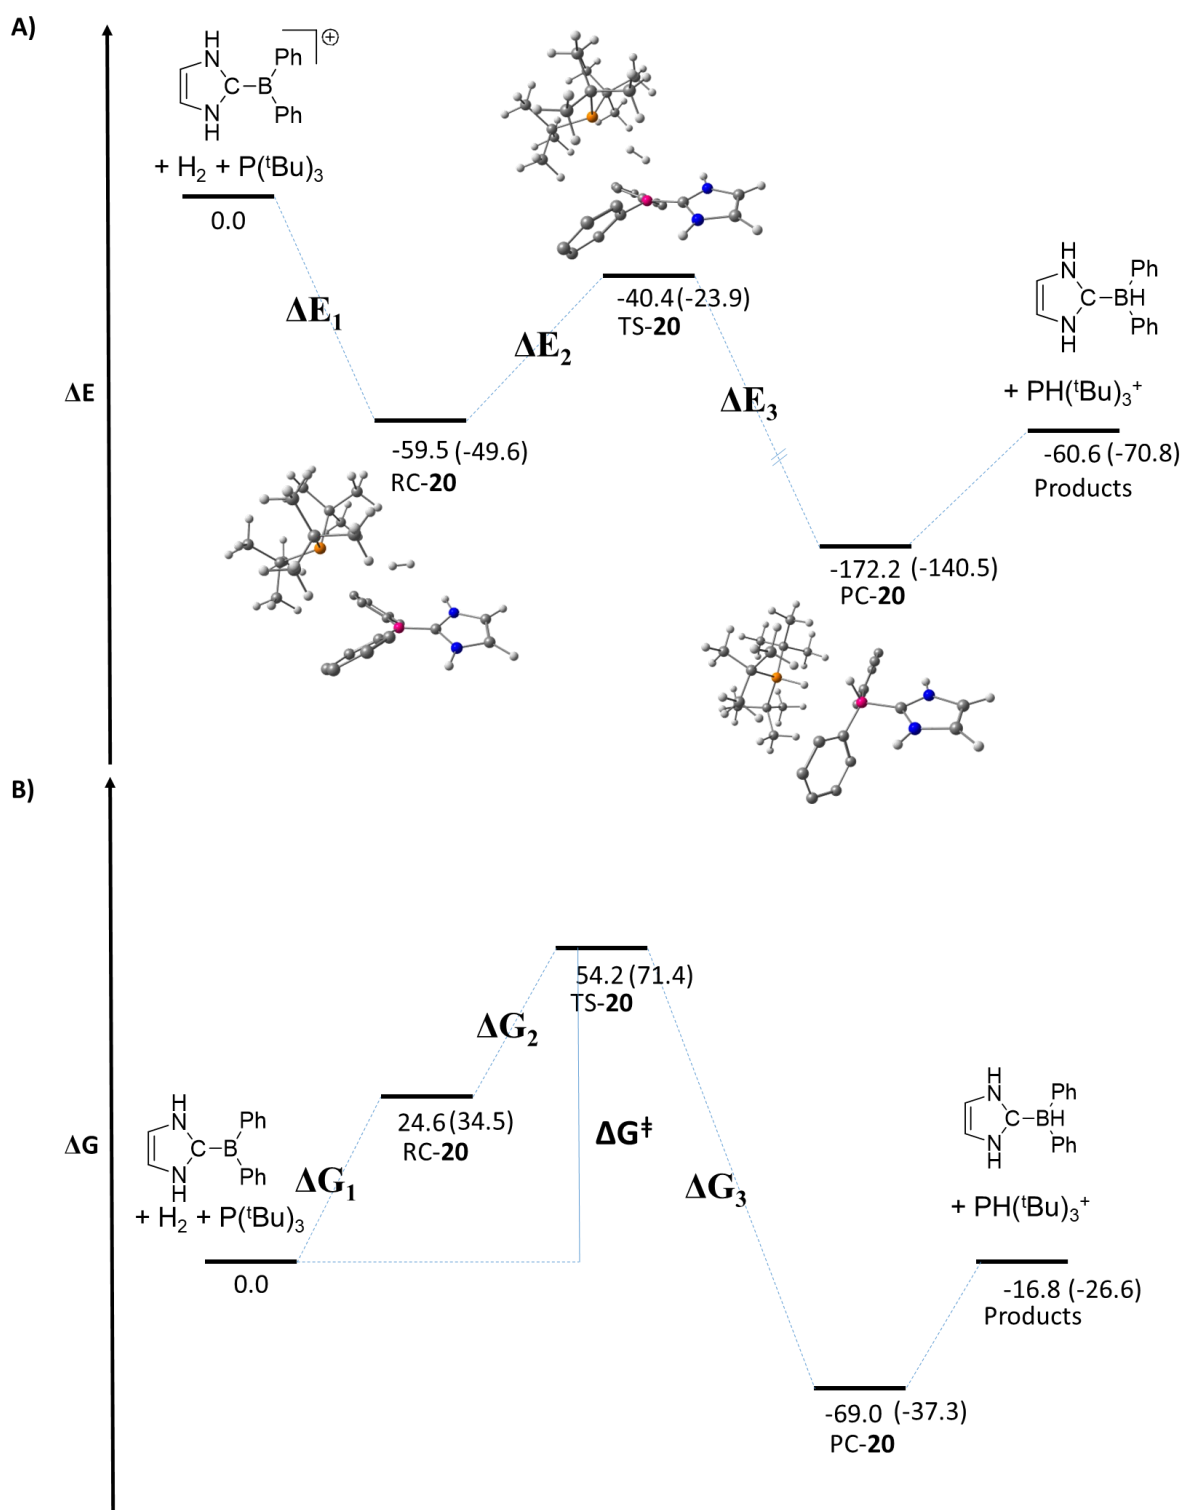 A)
H
N
C
B
Ph
Ph
N
H
⊕
+ H₂ + P(ᵗBu)₃
0.0
ΔE₁
ΔE₂
-40.4 (-23.9)
TS-20
ΔE₃
ΔE
-59.5 (-49.6)
RC-20
H
N
C
BH
Ph
Ph
N
H
+ PH(ᵗBu)₃⁺
-60.6 (-70.8)
Products
-172.2 (-140.5)
PC-20
B)
54.2 (71.4)
TS-20
ΔG₂
ΔG‡
24.6 (34.5)
RC-20
ΔG
ΔG₁
ΔG₃
H
N
C
B
Ph
Ph
N
H
+ H₂ + P(ᵗBu)₃
0.0
H
N
C
BH
Ph
Ph
N
H
+ PH(ᵗBu)₃⁺
-16.8 (-26.6)
Products
-69.0 (-37.3)
PC-20